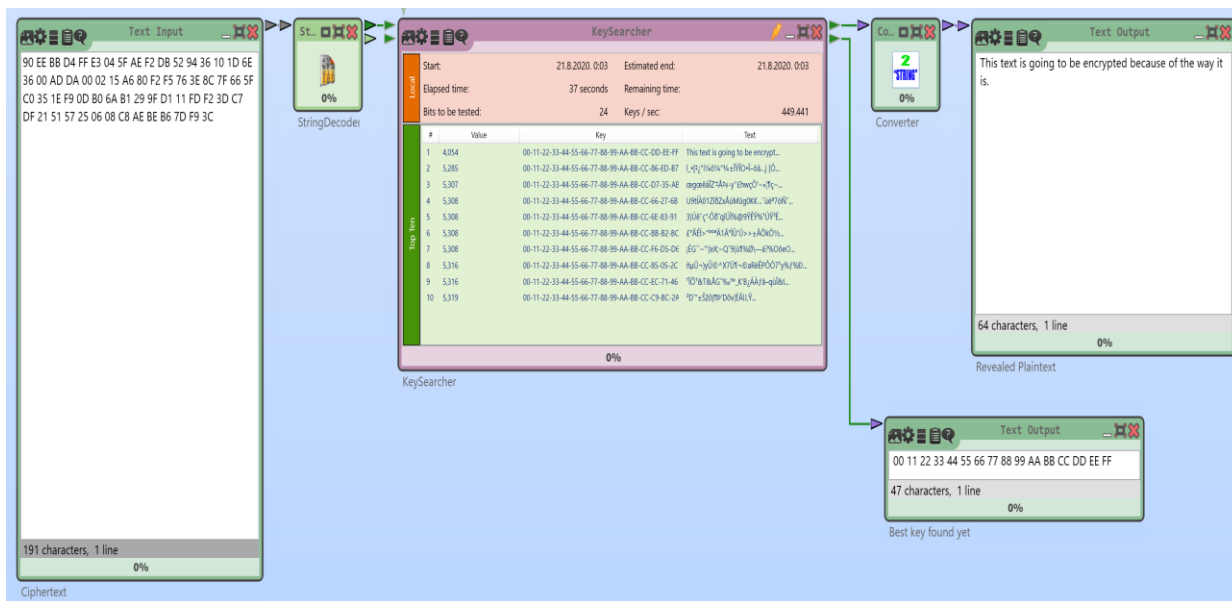 Text Input
90 EE BB D4 FF E3 04 5F AE F2 DB 52 94 36 10 1D 6E
36 00 AD DA 00 02 15 A6 80 F2 F5 76 3E 8C 7F 66 5F
C0 35 1E F9 0D B0 6A B1 29 9F D1 11 FD F2 3D C7
DF 21 51 57 25 06 08 C8 AE BE B6 7D F9 3C
191 characters, 1 line
0%
Ciphertext
St...
0%
StringDecoder
KeySearcher
Local
Start: 21.8.2020. 0:03 Estimated end: 21.8.2020. 0:03
Elapsed time: 37 seconds Remaining time:
Bits to be tested: 24 Keys / sec: 449.441
Top Ten
# Value Key Text
1 4,054 00-11-22-33-44-55-66-77-88-99-AA-BB-CC-DD-EE-FF This text is going to be encrypt...
2 5,285 00-11-22-33-44-55-66-77-88-99-AA-BB-CC-86-ED-B7
3 5,307 00-11-22-33-44-55-66-77-88-99-AA-BB-CC-D7-35-AE
4 5,308 00-11-22-33-44-55-66-77-88-99-AA-BB-CC-66-27-6B
5 5,308 00-11-22-33-44-55-66-77-88-99-AA-BB-CC-6E-83-91
6 5,308 00-11-22-33-44-55-66-77-88-99-AA-BB-CC-BB-B2-BC
7 5,308 00-11-22-33-44-55-66-77-88-99-AA-BB-CC-F6-D5-D6
8 5,316 00-11-22-33-44-55-66-77-88-99-AA-BB-CC-85-05-2C
9 5,316 00-11-22-33-44-55-66-77-88-99-AA-BB-CC-EC-71-46
10 5,319 00-11-22-33-44-55-66-77-88-99-AA-BB-CC-C9-BC-2A
0%
KeySearcher
Co...
2
"STRING"
0%
Converter
Text Output
This text is going to be encrypted because of the way it
is.
64 characters, 1 line
0%
Revealed Plaintext
Text Output
00 11 22 33 44 55 66 77 88 99 AA BB CC DD EE FF
47 characters, 1 line
0%
Best key found yet